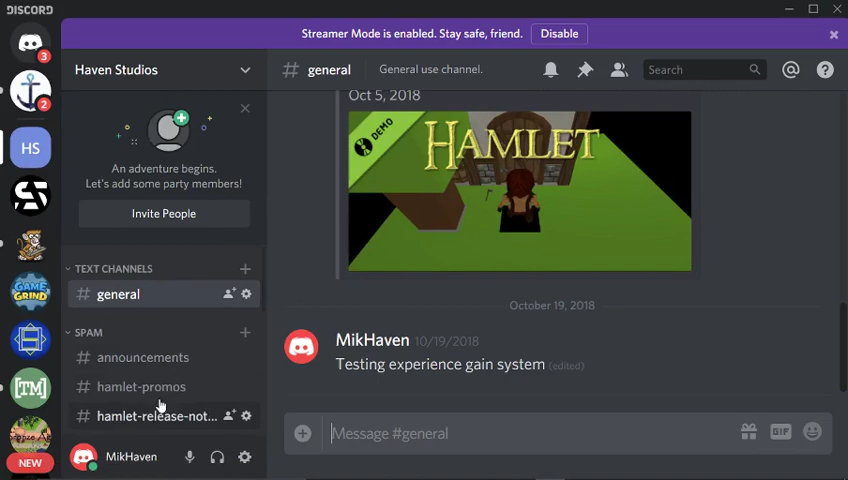 DISCORD
Streamer Mode is enabled. Stay safe, friend.
Disable
3
2
HS
[TM]
NEW
Haven Studios
An adventure begins.
Let's add some party members!
Invite People
TEXT CHANNELS
# general
SPAM
# announcements
# hamlet-promos
# hamlet-release-not...
MikHaven
# general
General use channel.
Search
Oct 5, 2018
DEMO
HAMLET
October 19, 2018
MikHaven 10/19/2018
Testing experience gain system (edited)
Message #general
GIF
GAME
GRIND